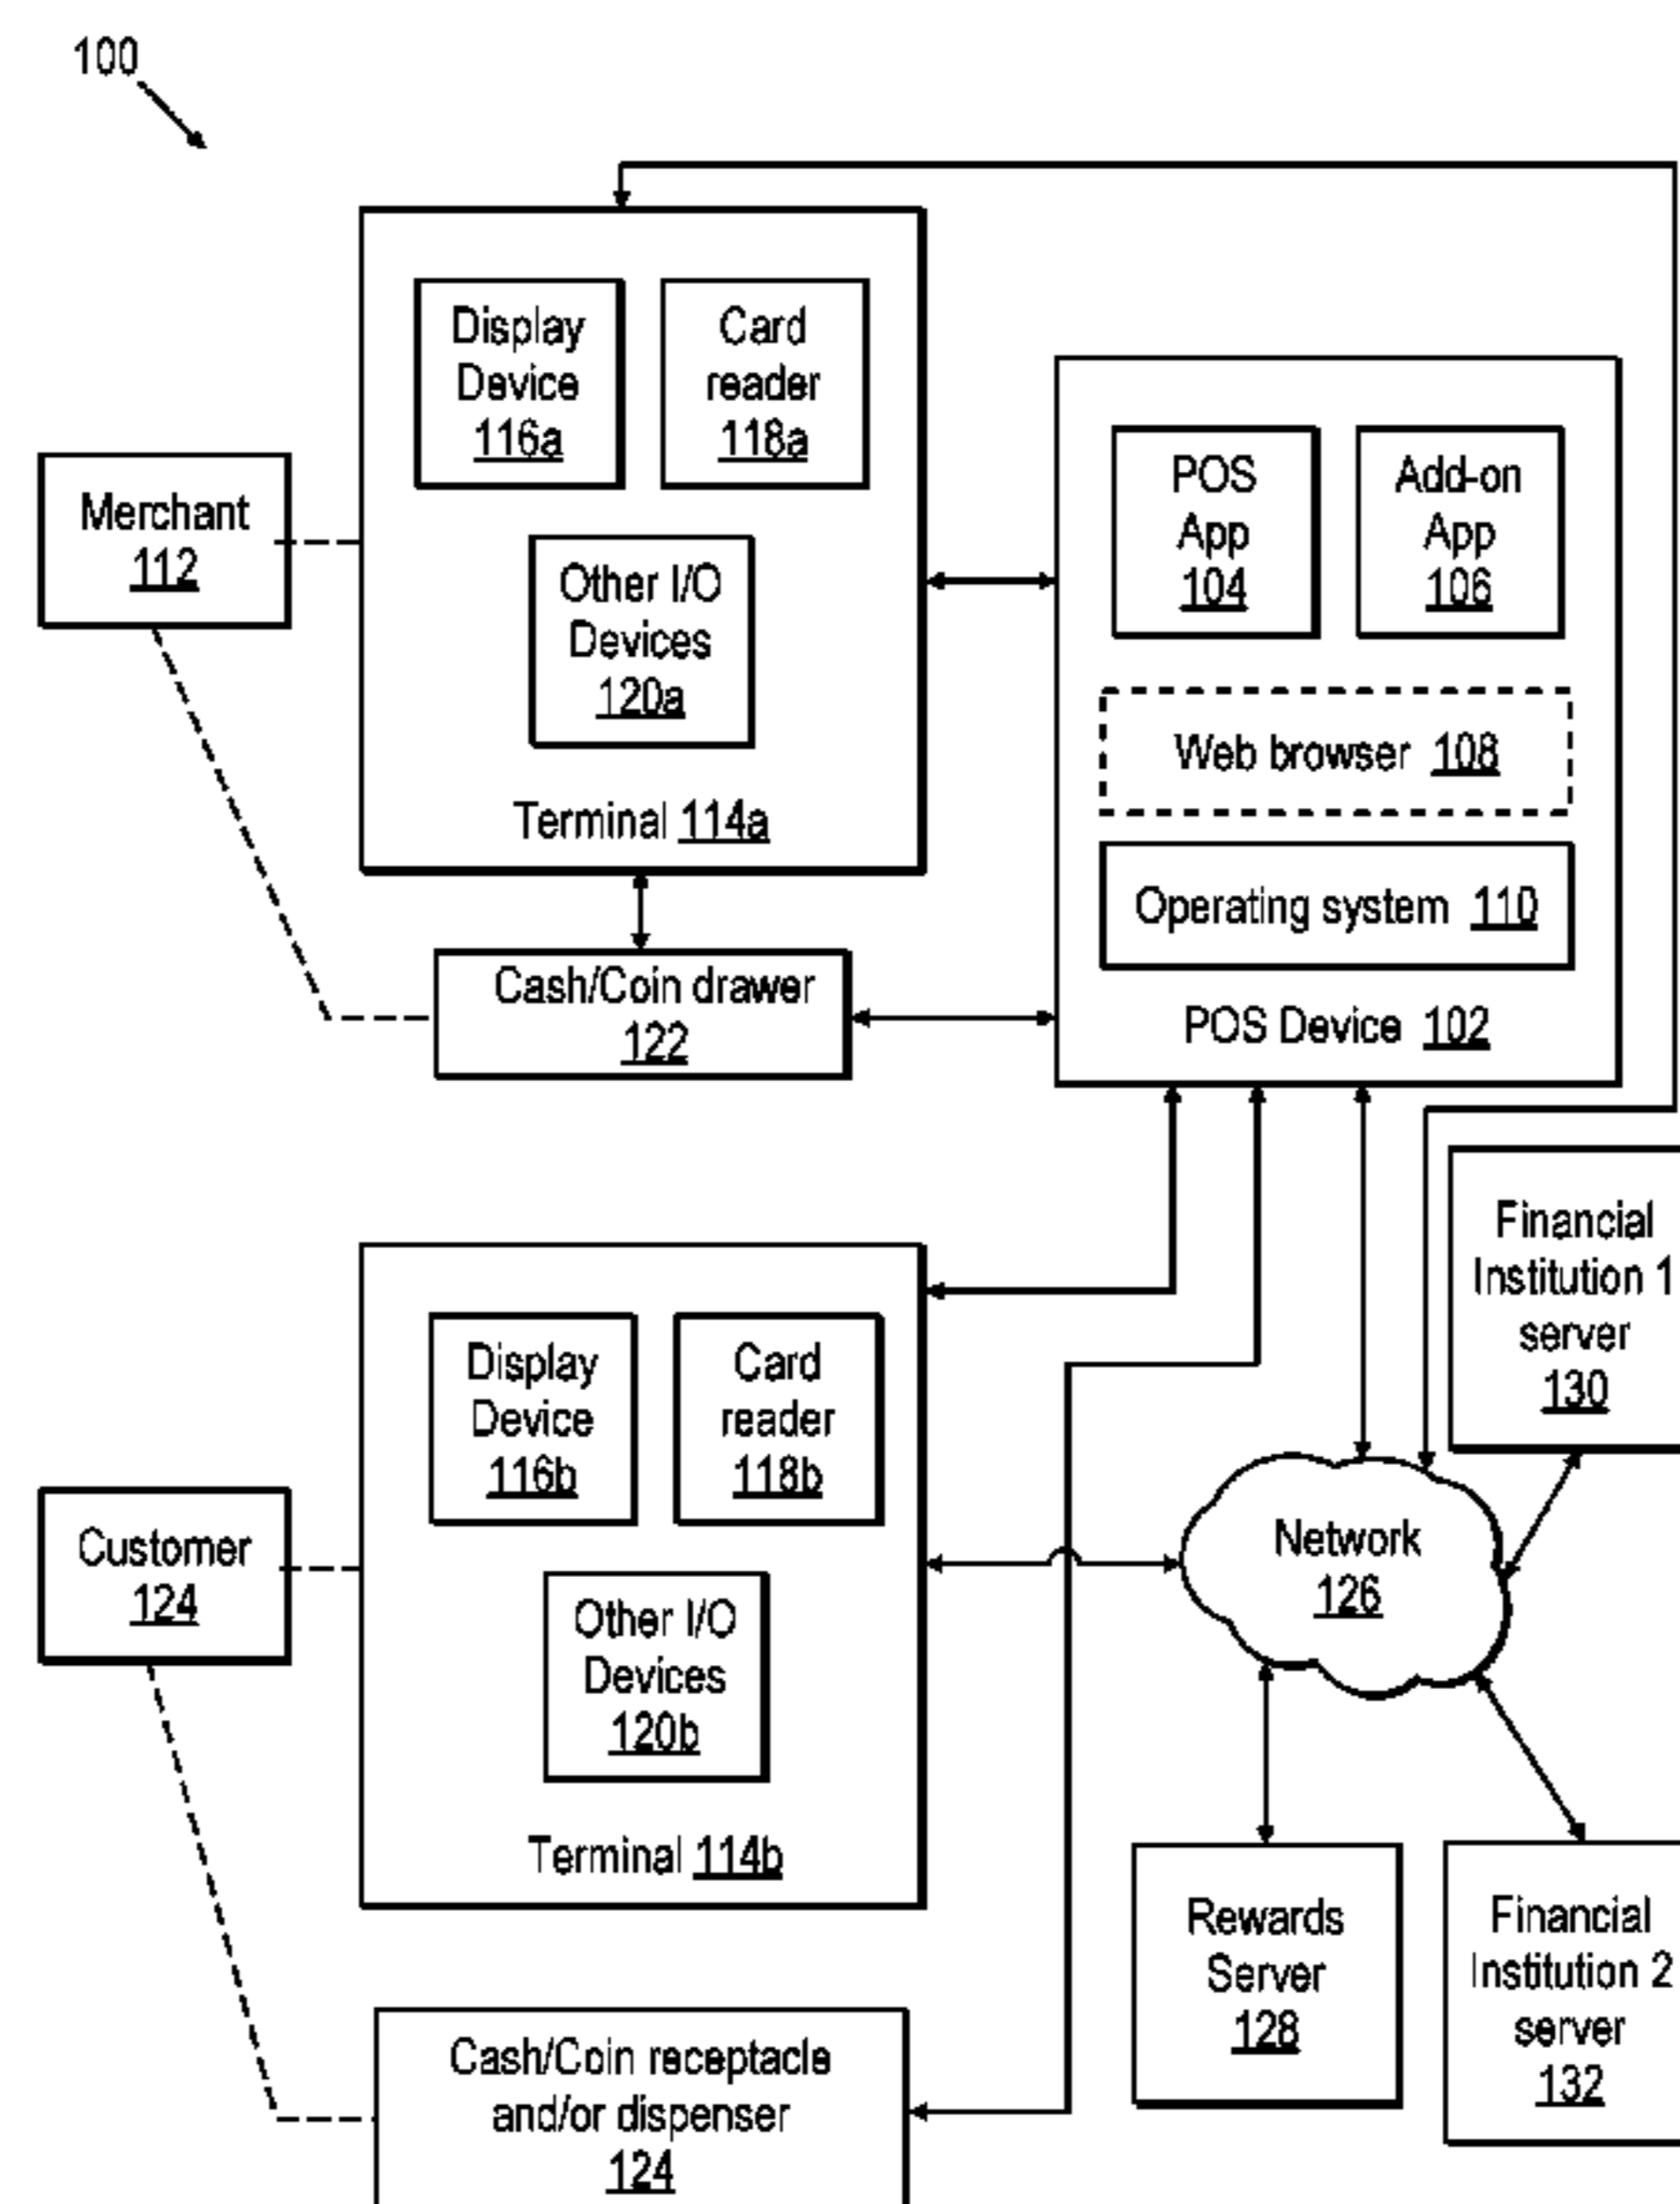 100
Display
Device
116a
Card
reader
118a
Merchant
112
Other I/O
Devices
120a
Terminal 114a
POS
App
104
Add-on
App
106
Web browser 108
Operating system 110
POS Device 102
Cash/Coin drawer
122
Financial
Institution 1
server
130
Display
Device
116b
Card
reader
118b
Customer
124
Other I/O
Devices
120b
Terminal 114b
Network
126
Rewards
Server
128
Financial
Institution 2
server
132
Cash/Coin receptacle
and/or dispenser
124